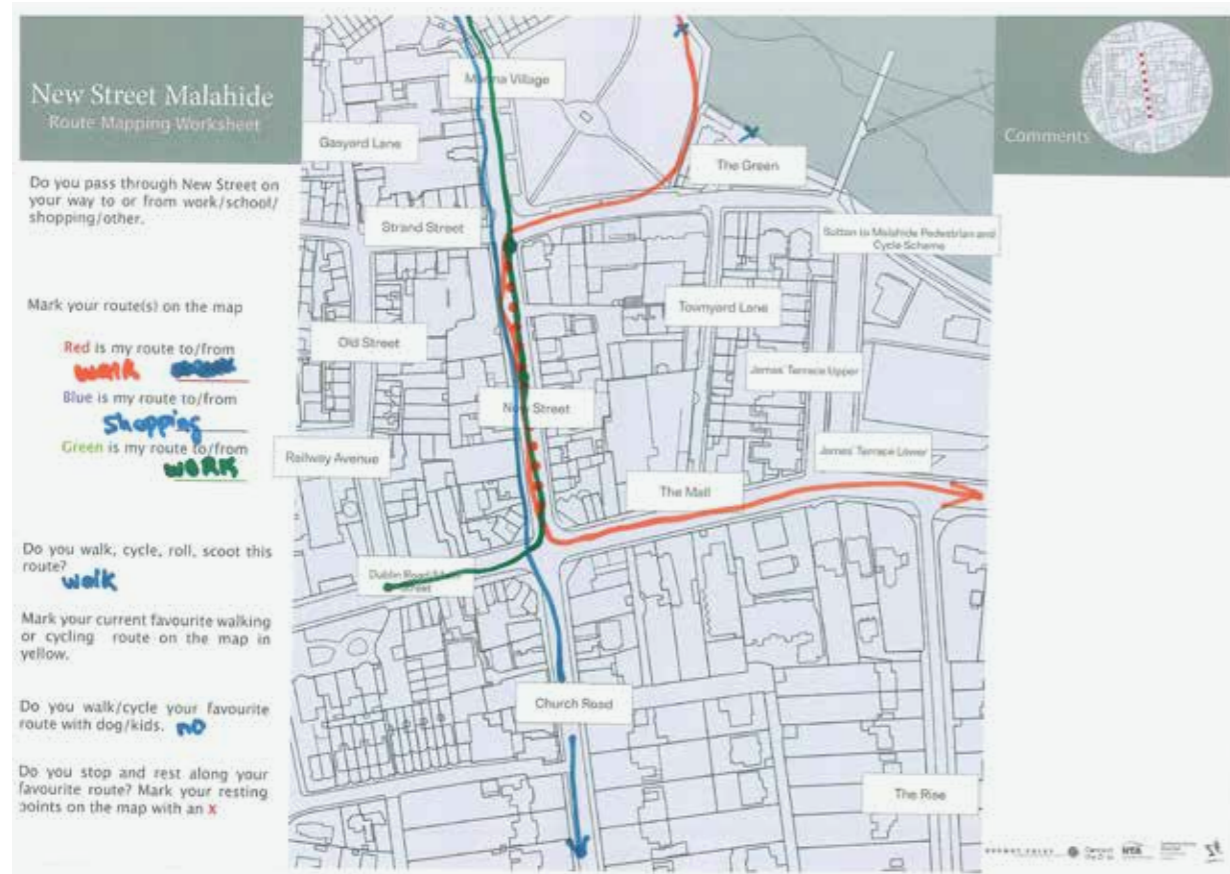 New Street Malahide
Route Mapping Worksheet
Do you pass through New Street on
your way to or from work/school/
shopping/other.
Mark your route(s) on the map
Red is my route to/from
walk
Blue is my route to/from
shopping
Green is my route to/from
WORK
Do you walk, cycle, roll, scoot this
route?
walk
Mark your current favourite walking
or cycling route on the map in
yellow.
Do you walk/cycle your favourite
route with dog/kids. no
Do you stop and rest along your
favourite route? Mark your resting
points on the map with an x
Marina Village
Gasyard Lane
The Green
Strand Street
Sutton to Malahide Pedestrian and
Cycle Scheme
Townyard Lane
Old Street
James' Terrace Upper
New Street
Railway Avenue
James' Terrace Lower
The Mall
Dublin Road
Street
Church Road
The Rise
Comments
NTA